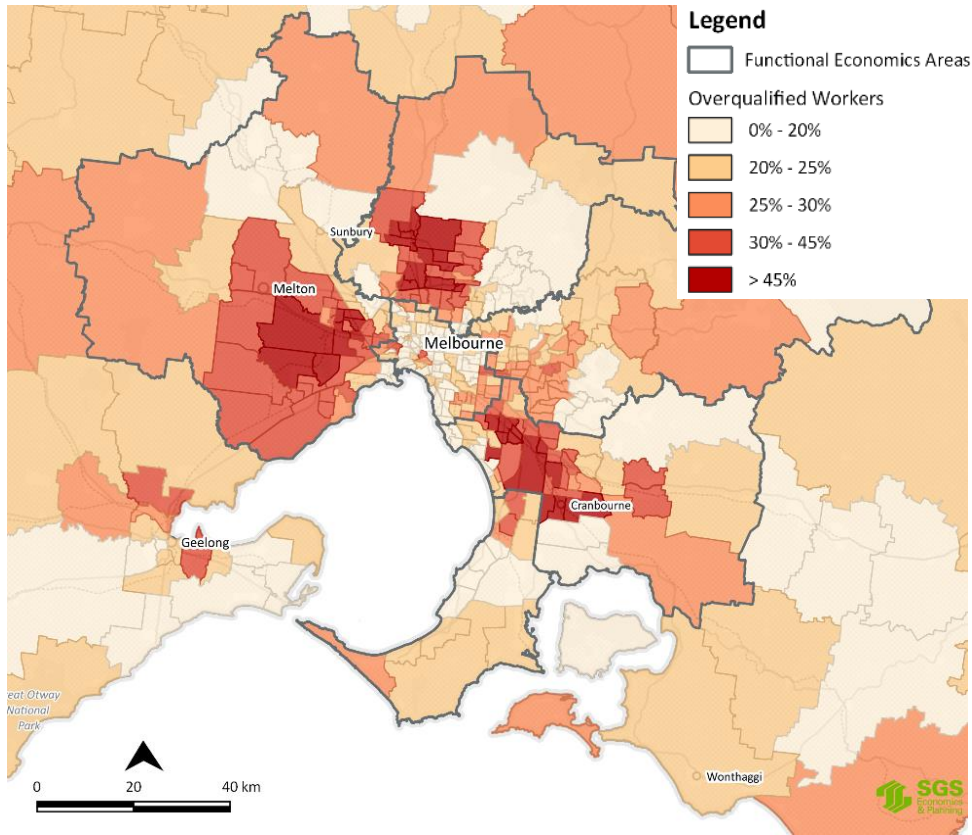 Legend
Functional Economics Areas
Overqualified Workers
0% - 20%
20% - 25%
25% - 30%
30% - 45%
> 45%
Sunbury
Melton
Melbourne
Cranbourne
Geelong
reat Otway
National
Park
Wonthaggi
0 20 40 km
SGS
Economics
& Planning